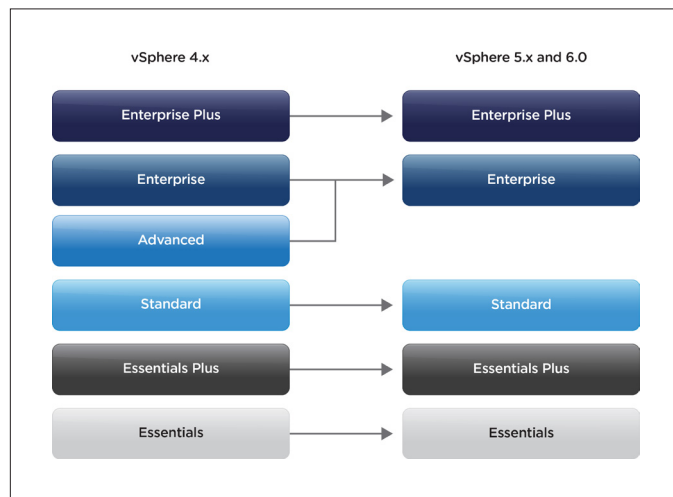 vSphere 4.x
vSphere 5.x and 6.0
Enterprise Plus
Enterprise Plus
Enterprise
Enterprise
Advanced
Standard
Standard
Essentials Plus
Essentials Plus
Essentials
Essentials